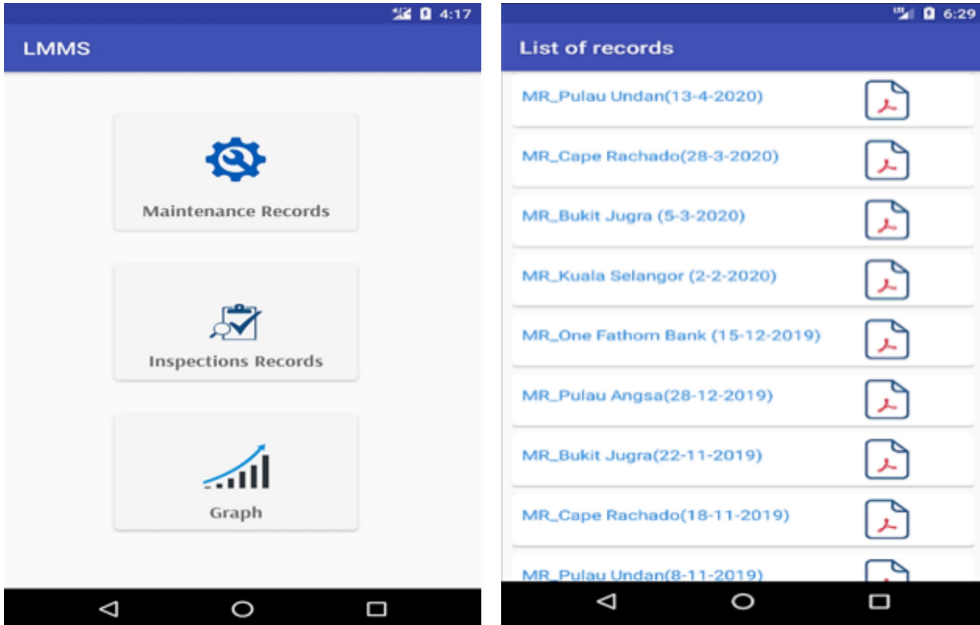 4:17
LMMS
Maintenance Records
Inspections Records
Graph
6:29
List of records
MR_Pulau Undan(13-4-2020)
MR_Cape Rachado(28-3-2020)
MR_Bukit Jugra (5-3-2020)
MR_Kuala Selangor (2-2-2020)
MR_One Fathom Bank (15-12-2019)
MR_Pulau Angsa(28-12-2019)
MR_Bukit Jugra(22-11-2019)
MR_Cape Rachado(18-11-2019)
MR_Pulau Undan(8-11-2019)